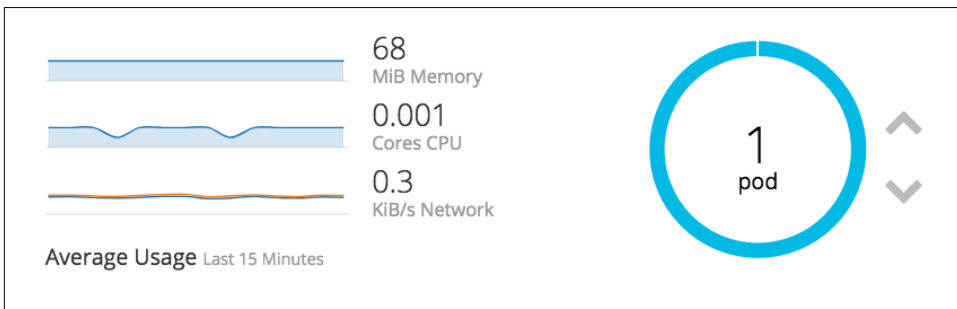 68
MiB Memory
0.001
Cores CPU
0.3
KiB/s Network
Average Usage Last 15 Minutes
1
pod